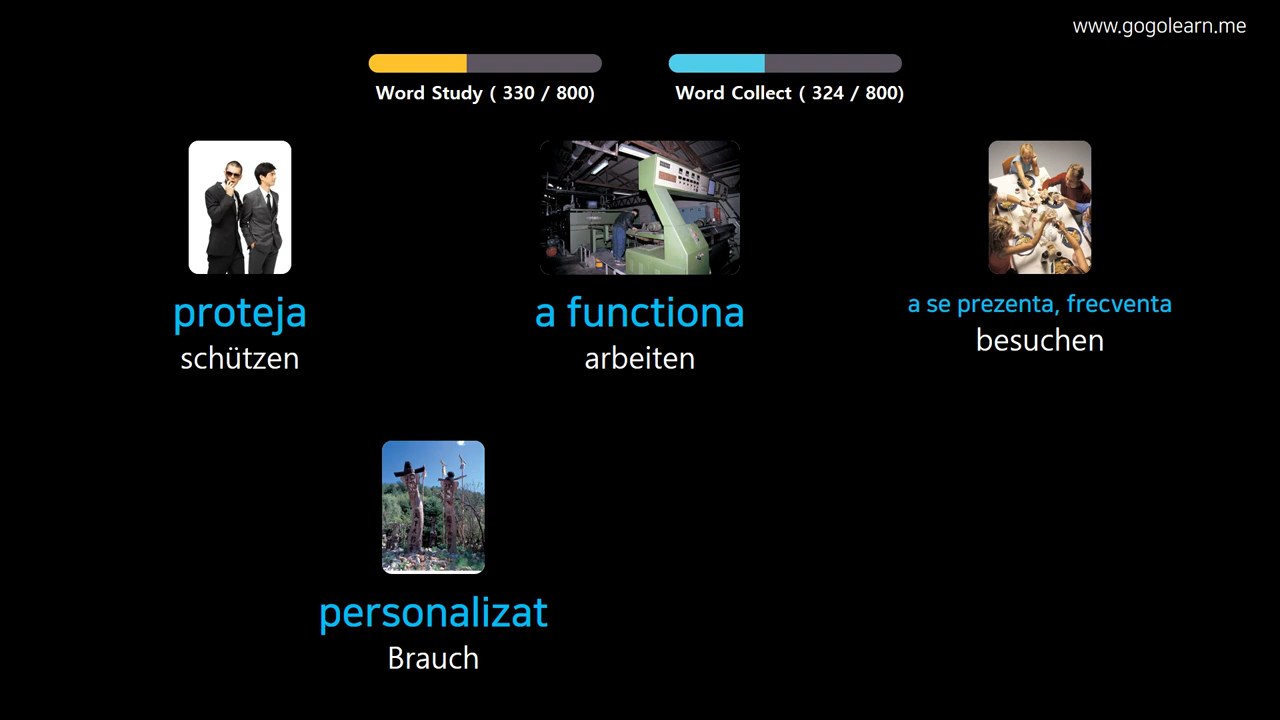 www.gogolearn.me
Word Study ( 330 / 800)
Word Collect ( 324 / 800)
proteja
schützen
a functiona
arbeiten
a se prezenta, frecventa
besuchen
personalizat
Brauch